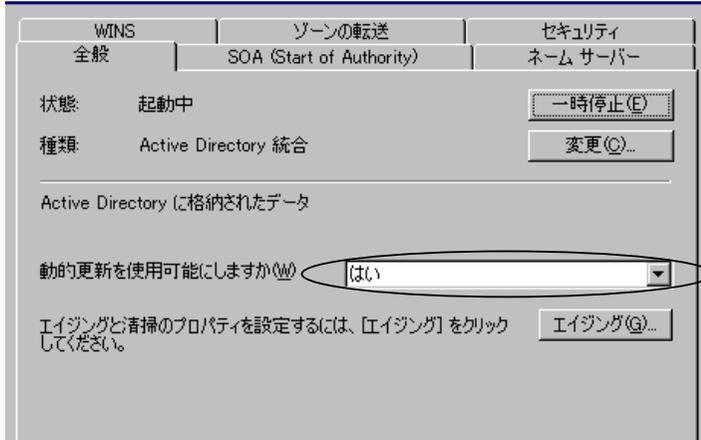 WINS ゾーンの転送 セキュリティ
全般 SOA (Start of Authority) ネーム サーバー
状態: 起動中 一時停止(E)
種類: Active Directory 統合 変更(C)...
Active Directory に格納されたデータ
動的更新を使用可能にしますか(W) はい
エイジングと清掃のプロパティを設定するには、[エイジング] をクリック エイジング(G)...
してください。